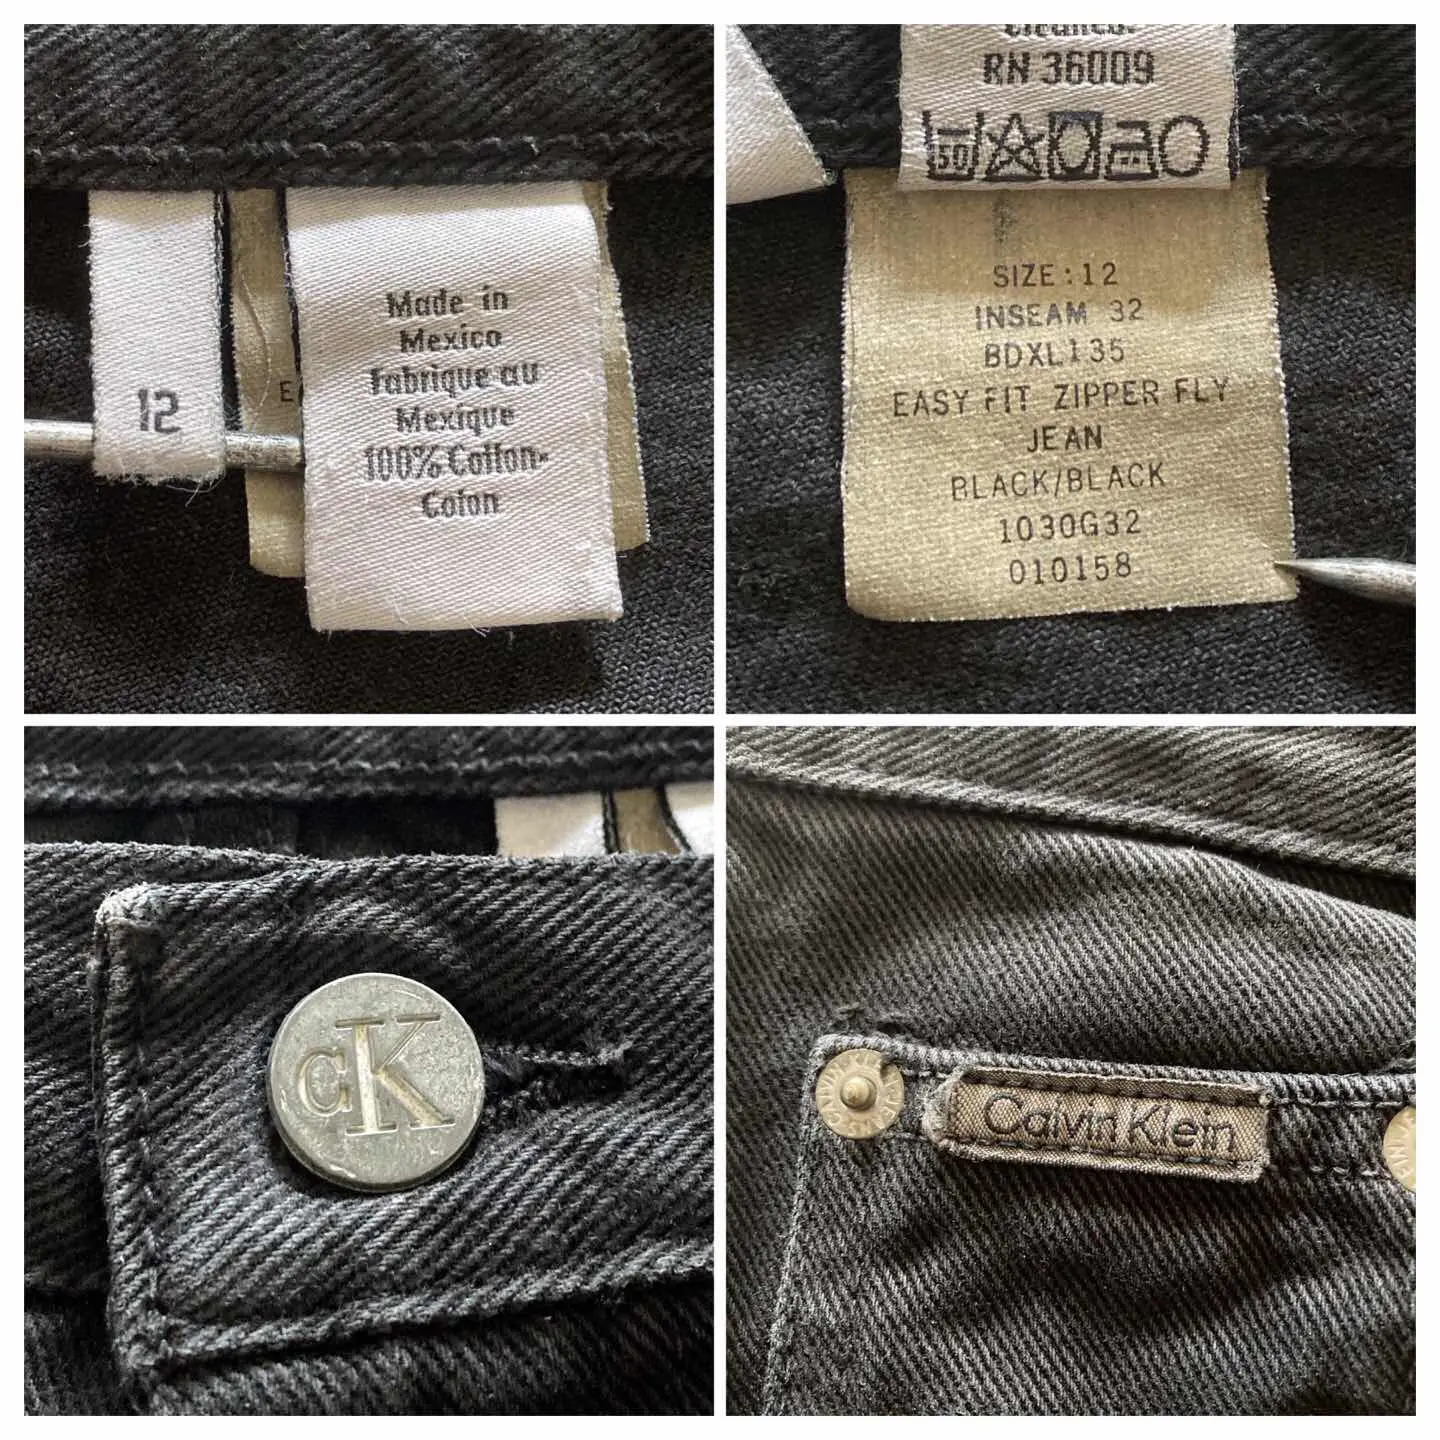 12
E
Made in
Mexico
Fabrique au
Mexique
100% Cotton-
Coton
RN 36009
50
SIZE:12
INSEAM 32
BDXL135
EASY FIT ZIPPER FLY
JEAN
BLACK/BLACK
1030G32
010158
CK
Calvin Klein